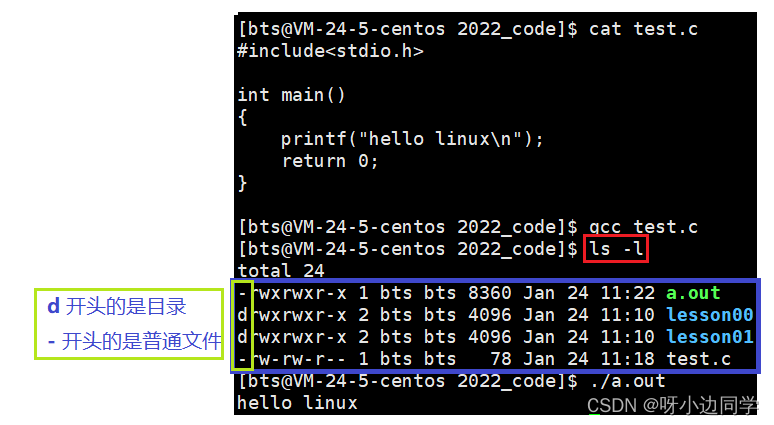 [bts@VM-24-5-centos 2022_code]$ cat test.c
#include<stdio.h>
int main()
{
    printf("hello linux\n");
    return 0;
}
[bts@VM-24-5-centos 2022_code]$ gcc test.c
[bts@VM-24-5-centos 2022_code]$ ls -l
total 24
-rwxrwxr-x 1 bts bts 8360 Jan 24 11:22 a.out
drwxrwxr-x 2 bts bts 4096 Jan 24 11:10 lesson00
drwxrwxr-x 2 bts bts 4096 Jan 24 11:10 lesson01
-rw-rw-r-- 1 bts bts   78 Jan 24 11:18 test.c
d 开头的是目录
- 开头的是普通文件
[bts@VM-24-5-centos 2022_code]$ ./a.out
hello linux
CSDN @呀小边同学